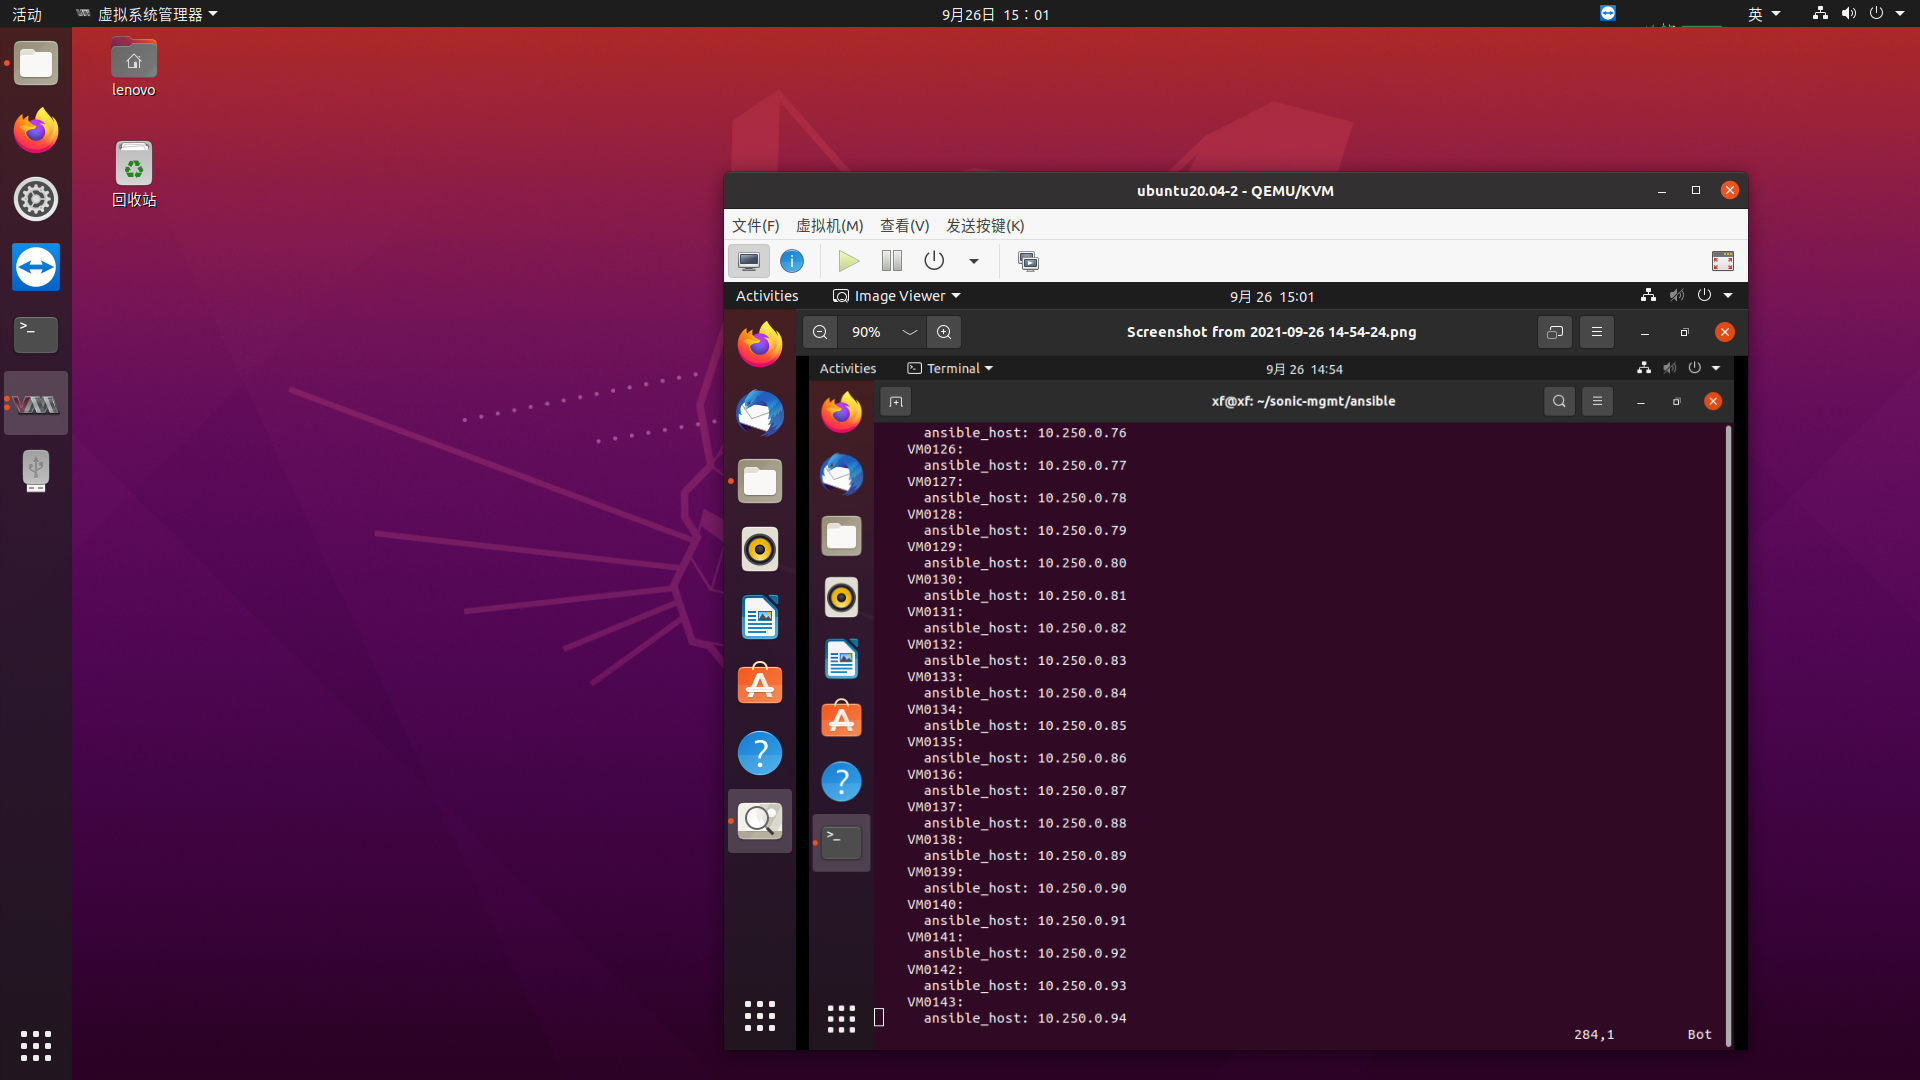 活动
虚拟系统管理器
9月26日 15：01
英
lenovo
回收站
ubuntu20.04-2 - QEMU/KVM
文件(F) 虚拟机(M) 查看(V) 发送按键(K)
Activities
Image Viewer
9月 26 15:01
90%
Screenshot from 2021-09-26 14-54-24.png
Activities
Terminal
9月 26 14:54
xf@xf: ~/sonic-mgmt/ansible
ansible_host: 10.250.0.76
VM0126:
ansible_host: 10.250.0.77
VM0127:
ansible_host: 10.250.0.78
VM0128:
ansible_host: 10.250.0.79
VM0129:
ansible_host: 10.250.0.80
VM0130:
ansible_host: 10.250.0.81
VM0131:
ansible_host: 10.250.0.82
VM0132:
ansible_host: 10.250.0.83
VM0133:
ansible_host: 10.250.0.84
VM0134:
ansible_host: 10.250.0.85
VM0135:
ansible_host: 10.250.0.86
VM0136:
ansible_host: 10.250.0.87
VM0137:
ansible_host: 10.250.0.88
VM0138:
ansible_host: 10.250.0.89
VM0139:
ansible_host: 10.250.0.90
VM0140:
ansible_host: 10.250.0.91
VM0141:
ansible_host: 10.250.0.92
VM0142:
ansible_host: 10.250.0.93
VM0143:
ansible_host: 10.250.0.94
284,1 Bot